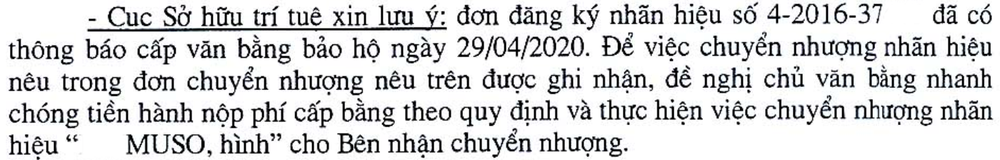 - Cục Sở hữu trí tuệ xin lưu ý: đơn đăng ký nhãn hiệu số 4-2016-37 đã có
thông báo cấp văn bằng bảo hộ ngày 29/04/2020. Để việc chuyển nhượng nhãn hiệu
nêu trong đơn chuyển nhượng nêu trên được ghi nhận, đề nghị chủ văn bằng nhanh
chóng tiền hành nộp phí cấp bằng theo quy định và thực hiện việc chuyển nhượng nhãn
hiệu “ MUSO, hình” cho Bên nhận chuyển nhượng.